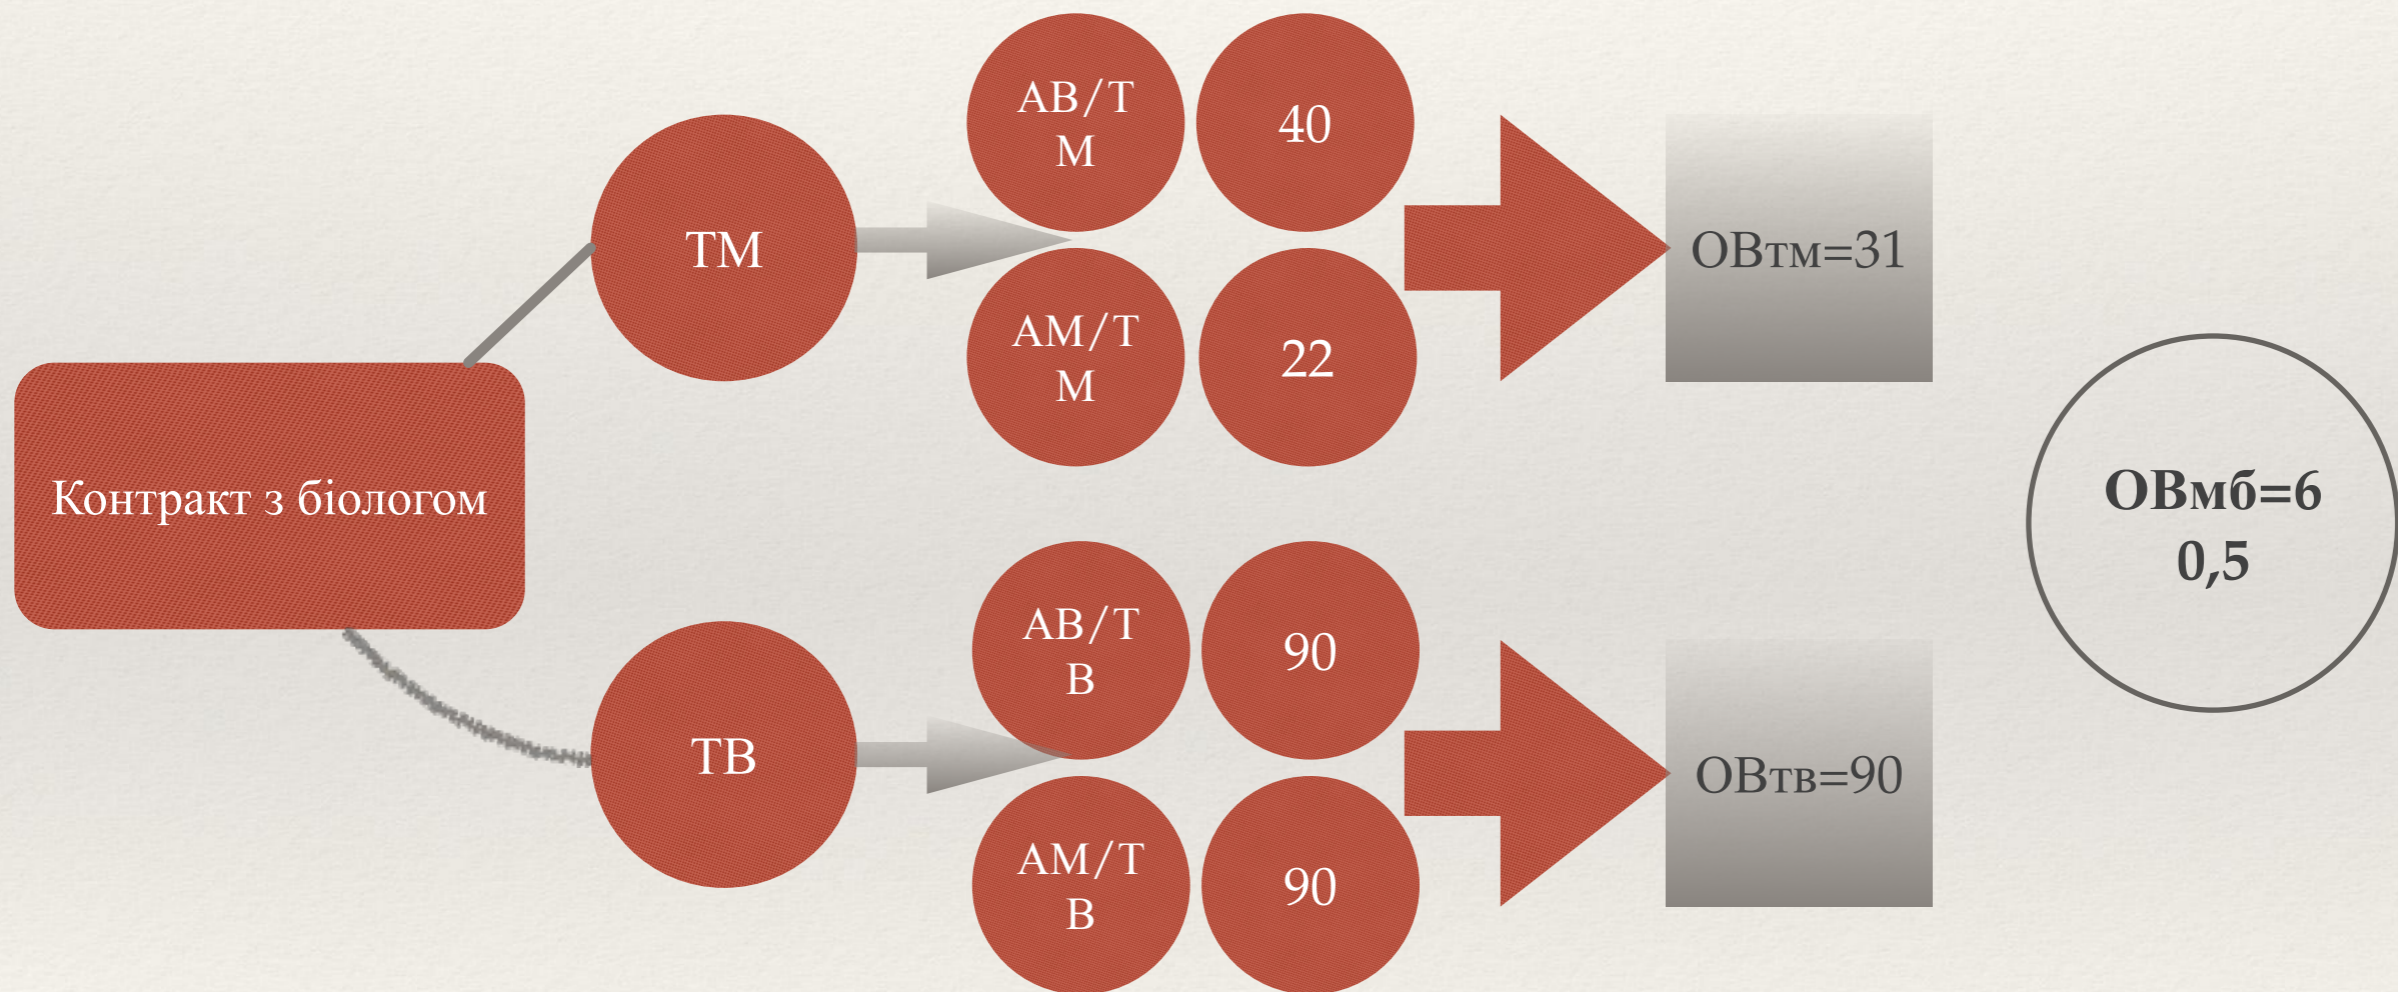 Контракт з біологом
ТМ
АВ/Т
М
40
АМ/Т
М
22
ОВтм=31
ТВ
АВ/Т
В
90
АМ/Т
В
90
ОВтв=90
ОВмб=6
0,5